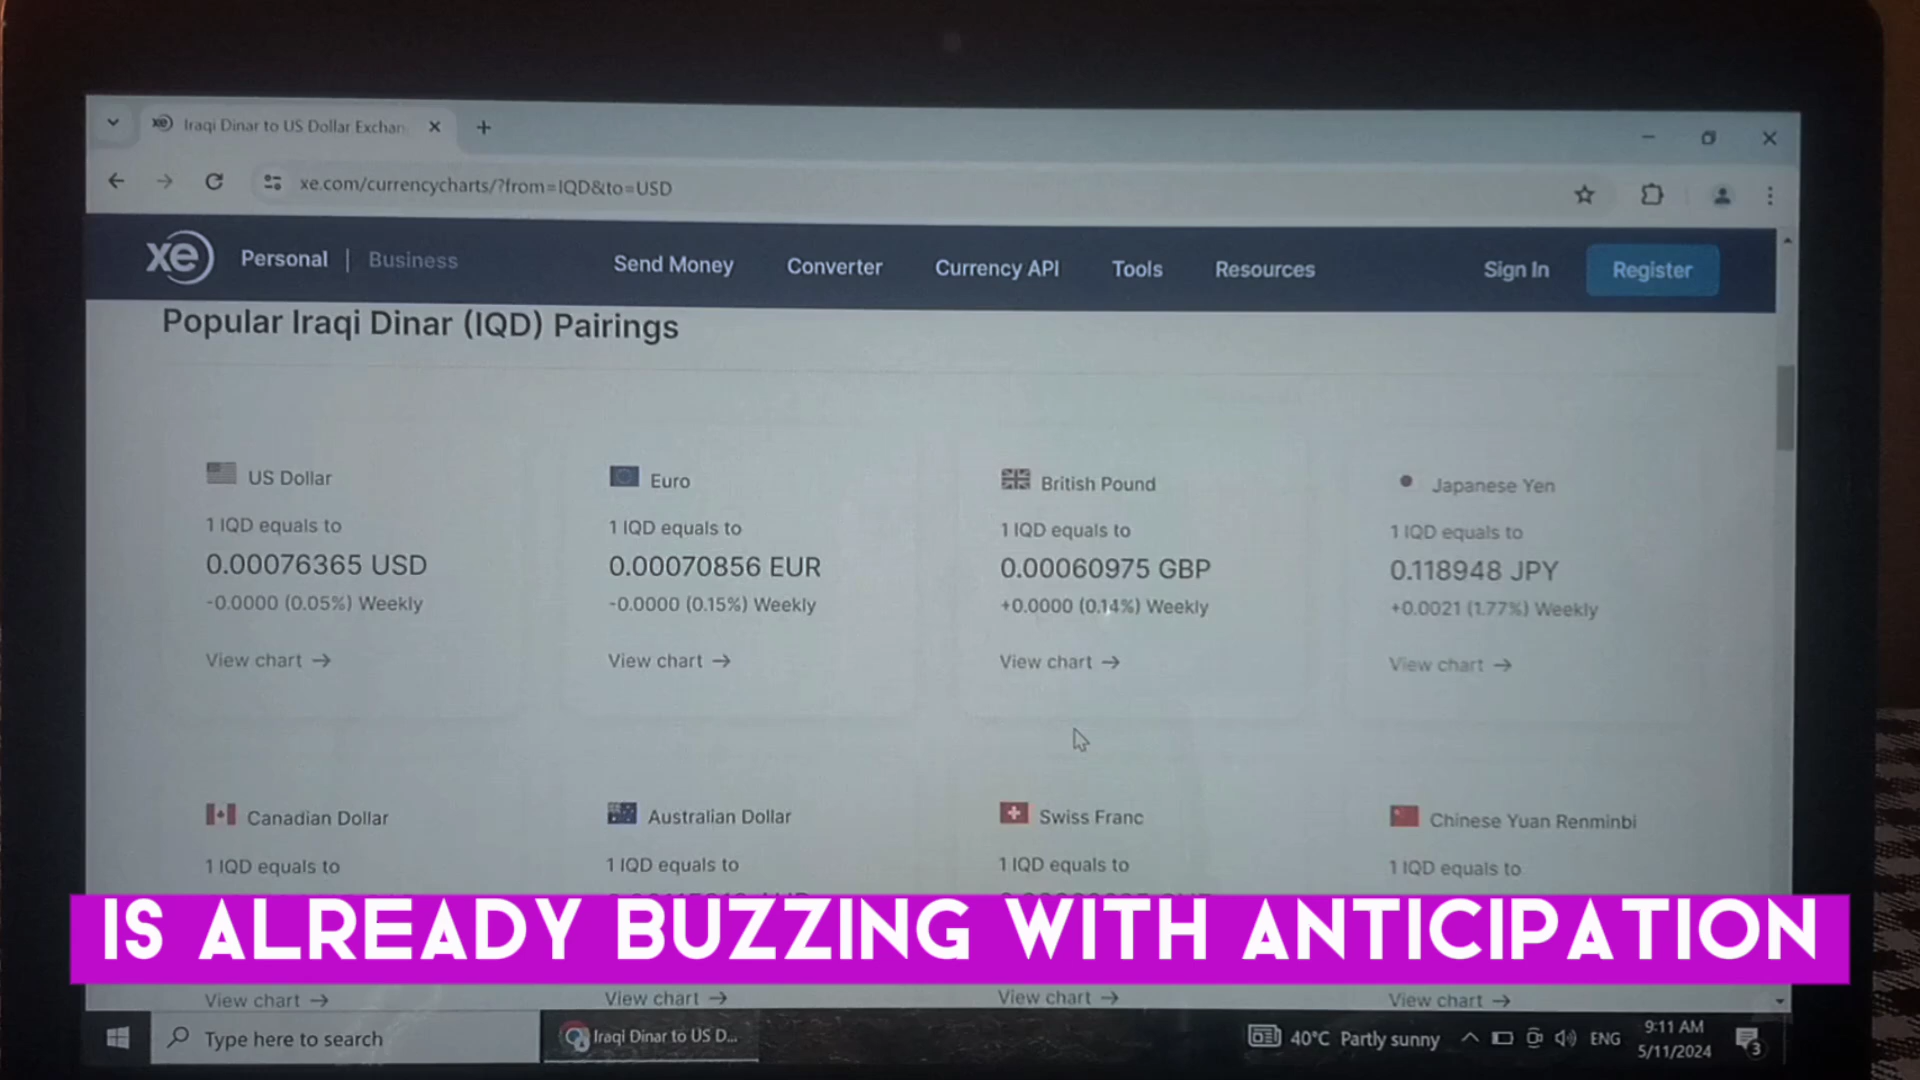 Iraqi Dinar to US Dollar Exchan
xe.com/currencycharts/?from=IQD&to=USD
xe Personal | Business Send Money Converter Currency API Tools Resources Sign In Register
Popular Iraqi Dinar (IQD) Pairings
US Dollar Euro British Pound Japanese Yen
1 IQD equals to 1 IQD equals to 1 IQD equals to 1 IQD equals to
0.00076365 USD 0.00070856 EUR 0.00060975 GBP 0.118948 JPY
-0.0000 (0.05%) Weekly -0.0000 (0.15%) Weekly +0.0000 (0.14%) Weekly +0.0021 (1.77%) Weekly
View chart → View chart → View chart → View chart →
Canadian Dollar Australian Dollar Swiss Franc Chinese Yuan Renminbi
1 IQD equals to 1 IQD equals to 1 IQD equals to 1 IQD equals to
IS ALREADY BUZZING WITH ANTICIPATION
View chart → View chart → View chart → View chart →
Type here to search Iraqi Dinar to US D... 40°C Partly sunny ENG 9:11 AM
5/11/2024 3